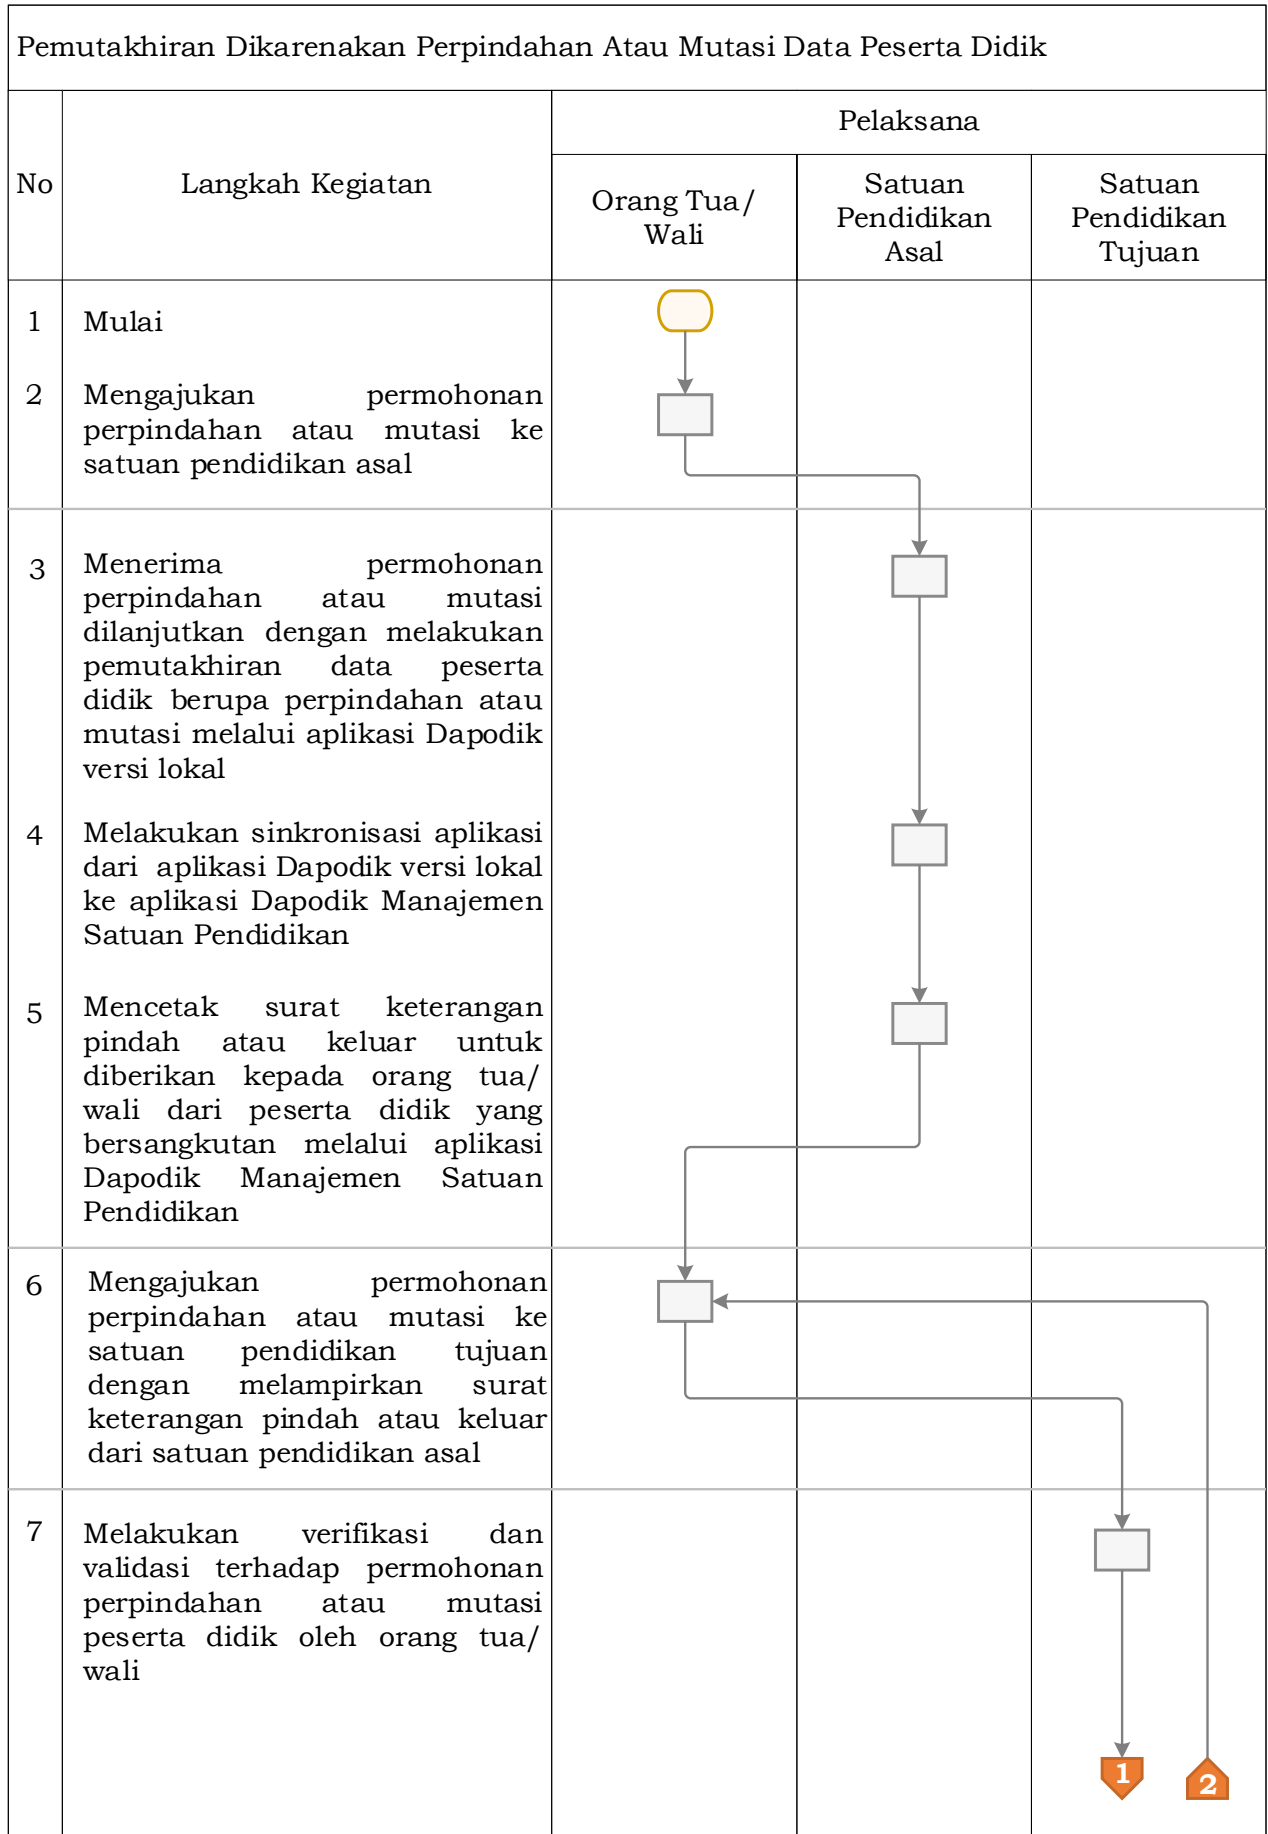 Pemutakhiran Dikarenakan Perpindahan Atau Mutasi Data Peserta Didik
No
Langkah Kegiatan
Pelaksana
Orang Tua/
Wali
Satuan
Pendidikan
Asal
Satuan
Pendidikan
Tujuan
1
Mulai
2
Mengajukan permohonan
perpindahan atau mutasi ke
satuan pendidikan asal
3
Menerima permohonan
perpindahan atau mutasi
dilanjutkan dengan melakukan
pemutakhiran data peserta
didik berupa perpindahan atau
mutasi melalui aplikasi Dapodik
versi lokal
4
Melakukan sinkronisasi aplikasi
dari aplikasi Dapodik versi lokal
ke aplikasi Dapodik Manajemen
Satuan Pendidikan
5
Mencetak surat keterangan
pindah atau keluar untuk
diberikan kepada orang tua/
wali dari peserta didik yang
bersangkutan melalui aplikasi
Dapodik Manajemen Satuan
Pendidikan
6
Mengajukan permohonan
perpindahan atau mutasi ke
satuan pendidikan tujuan
dengan melampirkan surat
keterangan pindah atau keluar
dari satuan pendidikan asal
7
Melakukan verifikasi dan
validasi terhadap permohonan
perpindahan atau mutasi
peserta didik oleh orang tua/
wali
1
2